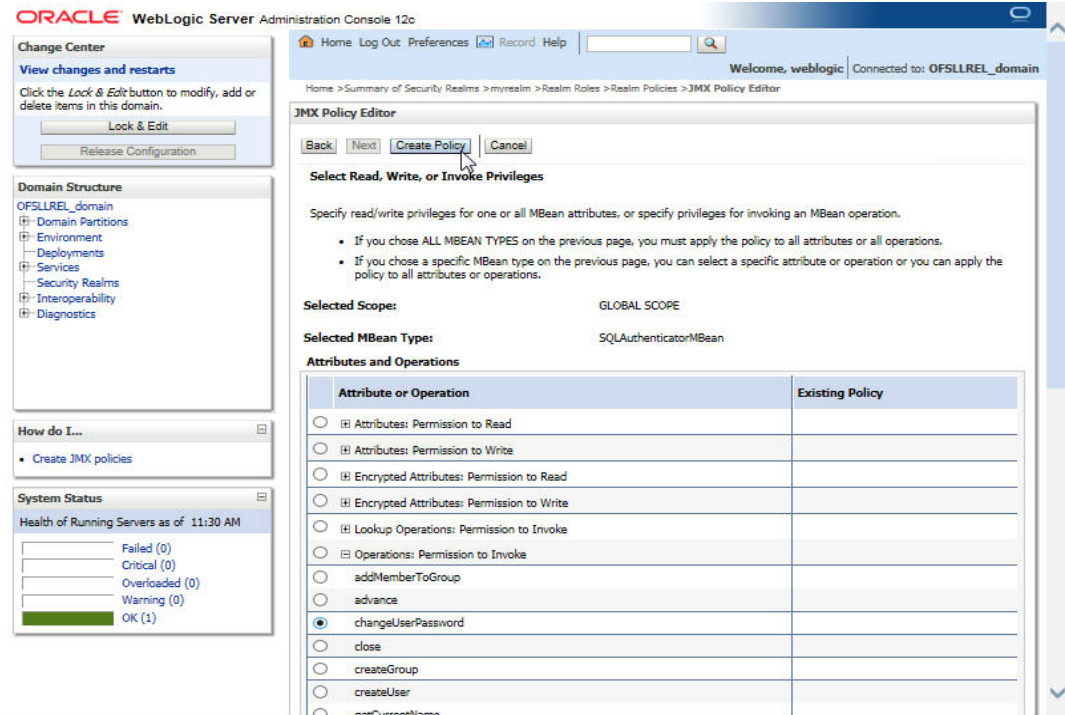 ORACLE WebLogic Server Administration Console 12c
Change Center
View changes and restarts
Click the Lock & Edit button to modify, add or
delete items in this domain.
Lock & Edit
Release Configuration
Domain Structure
OFSLLREL_domain
Domain Partitions
Environment
Deployments
Services
Security Realms
Interoperability
Diagnostics
How do I...
Create JMX policies
System Status
Health of Running Servers as of 11:30 AM
Failed (0)
Critical (0)
Overloaded (0)
Warning (0)
OK (1)
Home Log Out Preferences Record Help
Welcome, weblogic Connected to: OFSLLREL_domain
Home >Summary of Security Realms >myrealm >Realm Roles >Realm Policies >JMX Policy Editor
JMX Policy Editor
Back Next Create Policy Cancel
Select Read, Write, or Invoke Privileges
Specify read/write privileges for one or all MBean attributes, or specify privileges for invoking an MBean operation.
• If you chose ALL MBEAN TYPES on the previous page, you must apply the policy to all attributes or all operations.
• If you chose a specific MBean type on the previous page, you can select a specific attribute or operation or you can apply the
policy to all attributes or operations.
Selected Scope: GLOBAL SCOPE
Selected MBean Type: SQLAuthenticatorMBean
Attributes and Operations
Attribute or Operation Existing Policy
Attributes: Permission to Read
Attributes: Permission to Write
Encrypted Attributes: Permission to Read
Encrypted Attributes: Permission to Write
Lookup Operations: Permission to Invoke
Operations: Permission to Invoke
addMemberToGroup
advance
changeUserPassword
close
createGroup
createUser
getCurrentName